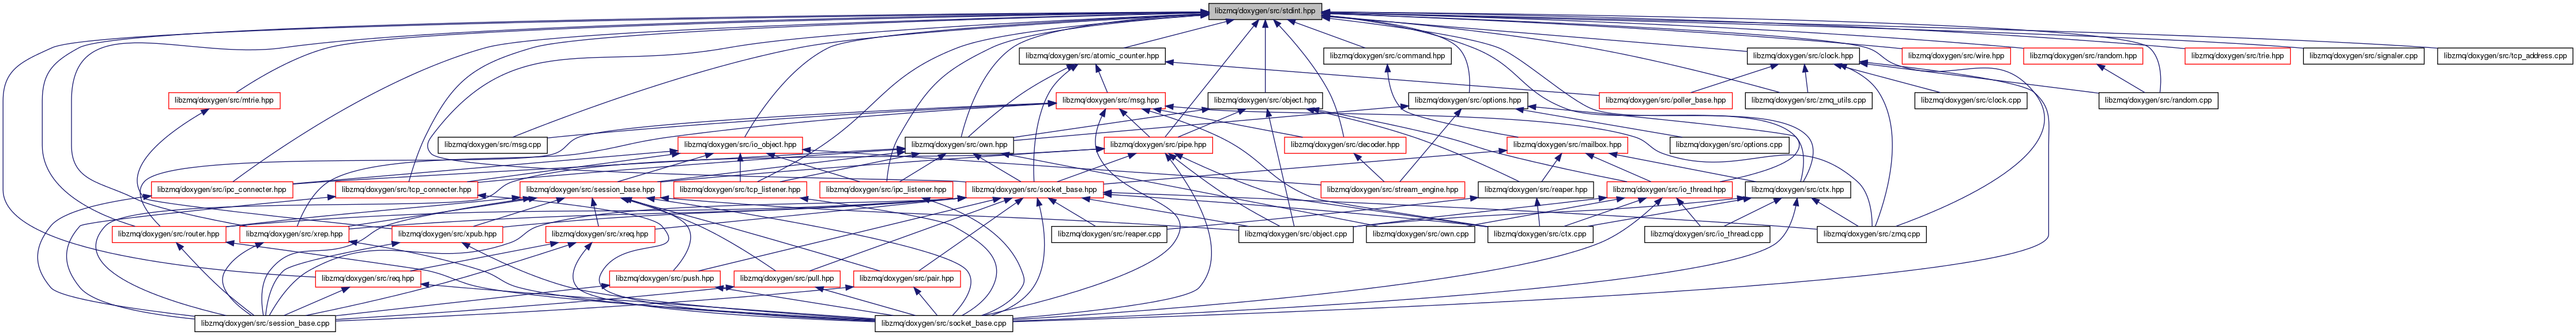 libzmq/doxygen/src/stdint.hpp
libzmq/doxygen/src/atomic_counter.hpp
libzmq/doxygen/src/command.hpp
libzmq/doxygen/src/clock.hpp
libzmq/doxygen/src/wire.hpp
libzmq/doxygen/src/random.hpp
libzmq/doxygen/src/trie.hpp
libzmq/doxygen/src/signaler.cpp
libzmq/doxygen/src/tcp_address.cpp
libzmq/doxygen/src/mtrie.hpp
libzmq/doxygen/src/msg.hpp
libzmq/doxygen/src/object.hpp
libzmq/doxygen/src/options.hpp
libzmq/doxygen/src/poller_base.hpp
libzmq/doxygen/src/zmq_utils.cpp
libzmq/doxygen/src/clock.cpp
libzmq/doxygen/src/random.cpp
libzmq/doxygen/src/msg.cpp
libzmq/doxygen/src/io_object.hpp
libzmq/doxygen/src/own.hpp
libzmq/doxygen/src/pipe.hpp
libzmq/doxygen/src/decoder.hpp
libzmq/doxygen/src/mailbox.hpp
libzmq/doxygen/src/options.cpp
libzmq/doxygen/src/ipc_connecter.hpp
libzmq/doxygen/src/tcp_connecter.hpp
libzmq/doxygen/src/session_base.hpp
libzmq/doxygen/src/tcp_listener.hpp
libzmq/doxygen/src/ipc_listener.hpp
libzmq/doxygen/src/socket_base.hpp
libzmq/doxygen/src/stream_engine.hpp
libzmq/doxygen/src/reaper.hpp
libzmq/doxygen/src/io_thread.hpp
libzmq/doxygen/src/ctx.hpp
libzmq/doxygen/src/router.hpp
libzmq/doxygen/src/xrep.hpp
libzmq/doxygen/src/xpub.hpp
libzmq/doxygen/src/xreq.hpp
libzmq/doxygen/src/reaper.cpp
libzmq/doxygen/src/object.cpp
libzmq/doxygen/src/own.cpp
libzmq/doxygen/src/ctx.cpp
libzmq/doxygen/src/io_thread.cpp
libzmq/doxygen/src/zmq.cpp
libzmq/doxygen/src/req.hpp
libzmq/doxygen/src/push.hpp
libzmq/doxygen/src/pull.hpp
libzmq/doxygen/src/pair.hpp
libzmq/doxygen/src/session_base.cpp
libzmq/doxygen/src/socket_base.cpp